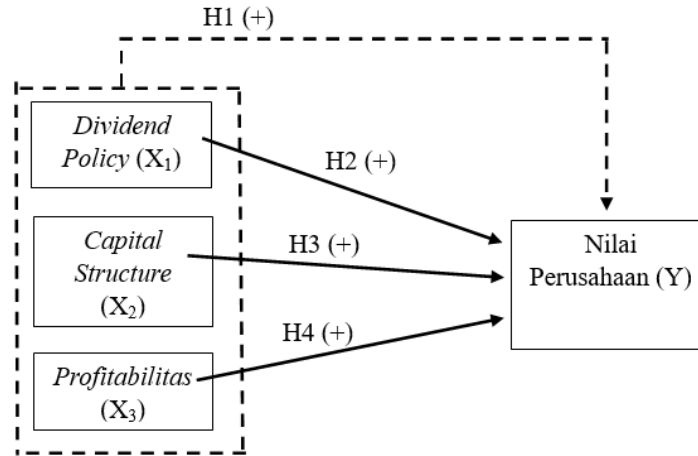 H1 (+)
Dividend
Policy (X₁)
H2 (+)
Capital
Structure
(X₂)
H3 (+)
Nilai
Perusahaan (Y)
H4 (+)
Profitabilitas
(X₃)